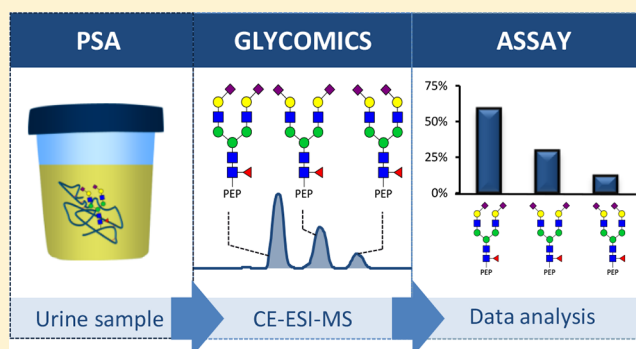 PSA
GLYCOMICS
ASSAY
PEP PEP PEP
75%
50%
25%
0%
PEP PEP PEP
Urine sample
CE-ESI-MS
Data analysis